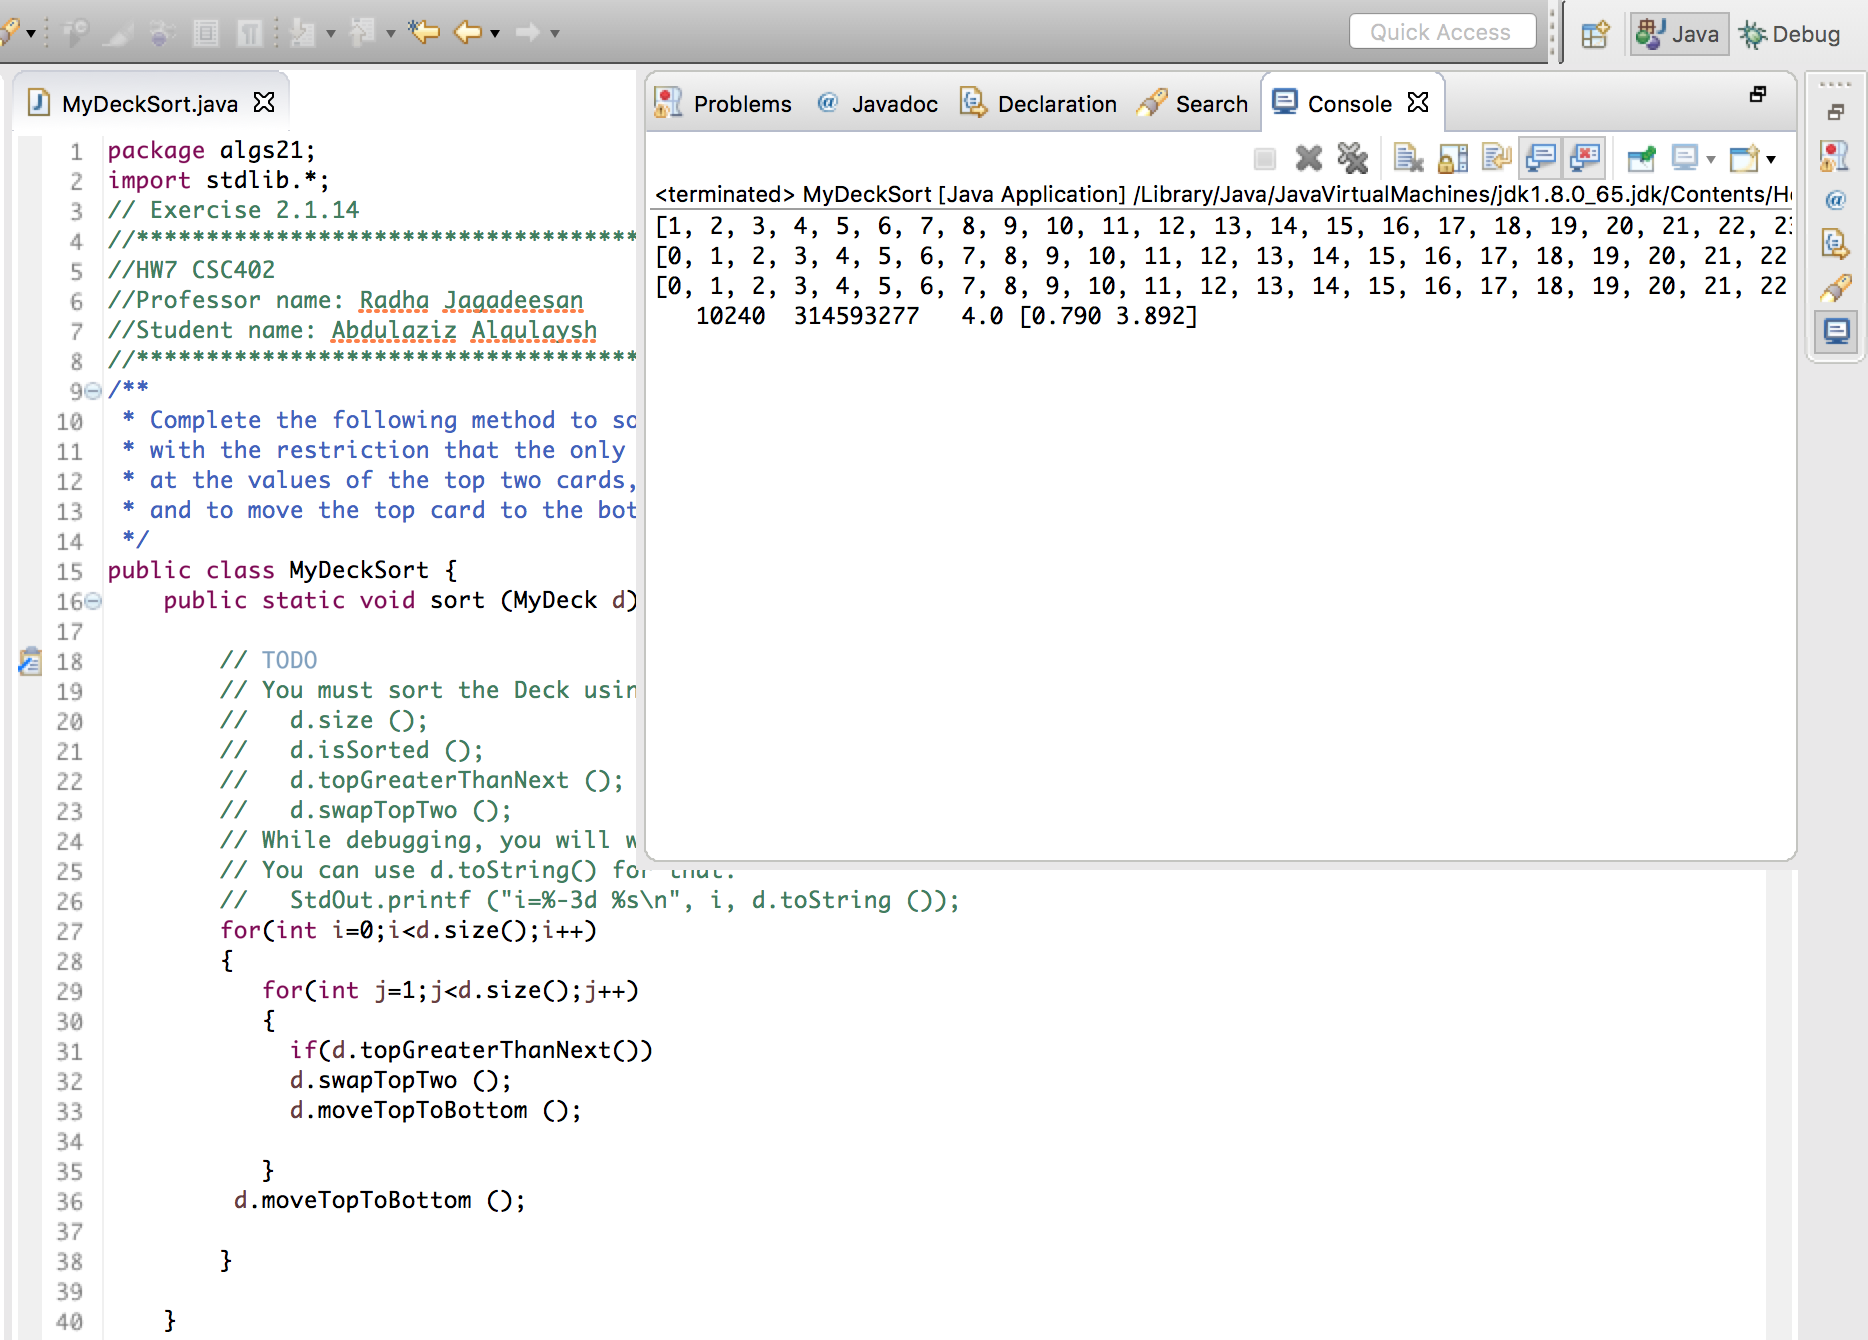 Quick Access
Java
Debug
MyDeckSort.java
Problems
Javadoc
Declaration
Search
Console
<terminated> MyDeckSort [Java Application] /Library/Java/JavaVirtualMachines/jdk1.8.0_65.jdk/Contents/H
[1, 2, 3, 4, 5, 6, 7, 8, 9, 10, 11, 12, 13, 14, 15, 16, 17, 18, 19, 20, 21, 22, 23
[0, 1, 2, 3, 4, 5, 6, 7, 8, 9, 10, 11, 12, 13, 14, 15, 16, 17, 18, 19, 20, 21, 22
[0, 1, 2, 3, 4, 5, 6, 7, 8, 9, 10, 11, 12, 13, 14, 15, 16, 17, 18, 19, 20, 21, 22
10240 314593277 4.0 [0.790 3.892]
1 package algs21;
2 import stdlib.*;
3 // Exercise 2.1.14
4 //************************************
5 //HW7 CSC402
6 //Professor name: Radha Jagadeesan
7 //Student name: Abdulaziz Alqulaysh
8 //************************************
9 /**
10 * Complete the following method to so
11 * with the restriction that the only
12 * at the values of the top two cards,
13 * and to move the top card to the bot
14 */
15 public class MyDeckSort {
16 public static void sort (MyDeck d)
17
18 // TODO
19 // You must sort the Deck usin
20 // d.size ();
21 // d.isSorted ();
22 // d.topGreaterThanNext ();
23 // d.swapTopTwo ();
24 // While debugging, you will w
25 // You can use d.toString() for that.
26 // StdOut.printf ("i=%-3d %s\n", i, d.toString ());
27 for(int i=0;i<d.size();i++)
28 {
29 for(int j=1;j<d.size();j++)
30 {
31 if(d.topGreaterThanNext())
32 d.swapTopTwo ();
33 d.moveTopToBottom ();
34
35 }
36 d.moveTopToBottom ();
37
38 }
39
40 }